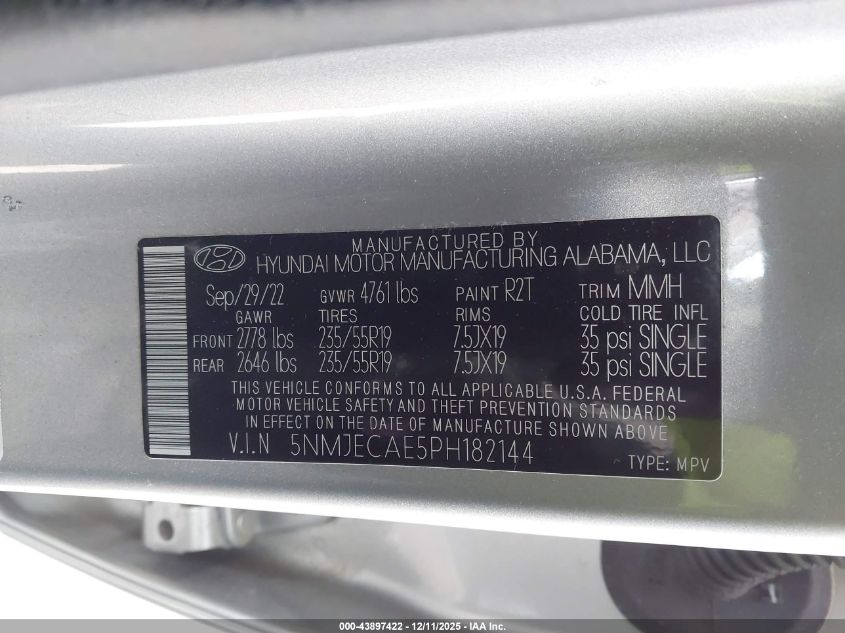 MANUFACTURED BY
HYUNDAI MOTOR MANUFACTURING ALABAMA, LLC
Sep/29/22 GVWR 4761 lbs PAINT R2T TRIM MMH
GAWR TIRES RIMS COLD TIRE INFL
FRONT 2778 lbs 235/55R19 7.5JX19 35 psi SINGLE
REAR 2646 lbs 235/55R19 7.5JX19 35 psi SINGLE
THIS VEHICLE CONFORMS TO ALL APPLICABLE U.S.A. FEDERAL
MOTOR VEHICLE SAFETY AND THEFT PREVENTION STANDARDS
IN EFFECT ON THE DATE OF MANUFACTURE SHOWN ABOVE
V.I.N 5NMJECAE5PH182144
TYPE: MPV
000-43897422 - 12/11/2025 - IAA Inc.